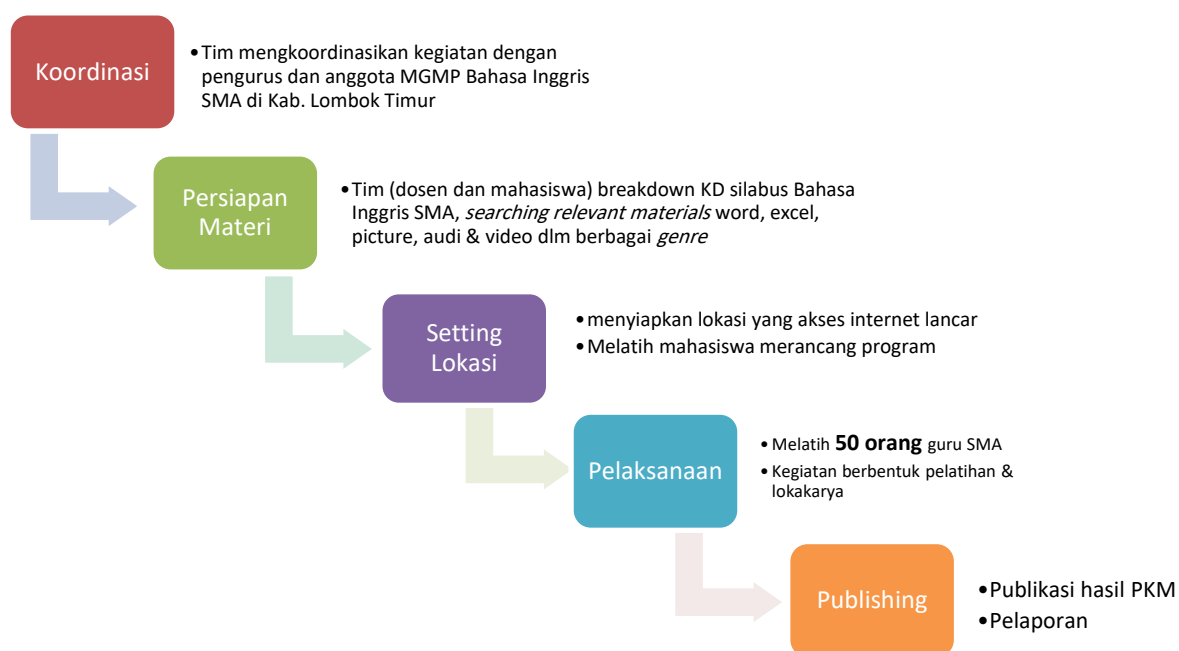 Koordinasi
•Tim mengkoordinasikan kegiatan dengan
pengurus dan anggota MGMP Bahasa Inggris
SMA di Kab. Lombok Timur
Persiapan
Materi
•Tim (dosen dan mahasiswa) breakdown KD silabus Bahasa
Inggris SMA, searching relevant materials word, excel,
picture, audi & video dlm berbagai genre
Setting
Lokasi
•menyiapkan lokasi yang akses internet lancar
•Melatih mahasiswa merancang program
Pelaksanaan
•Melatih 50 orang guru SMA
•Kegiatan berbentuk pelatihan &
lokakarya
Publishing
•Publikasi hasil PKM
•Pelaporan